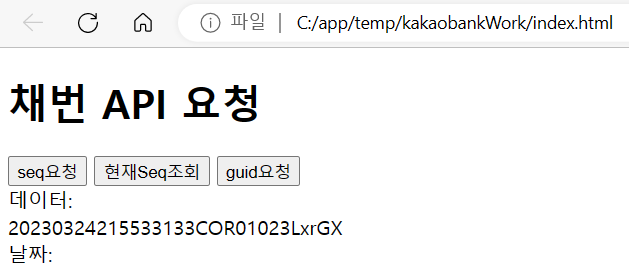 파일 C:/app/temp/kakaobankWork/index.html
채번 API 요청
seq요청 현재Seq조회 guid요청
데이터:
20230324215533133COR01023LxrGX
날짜: